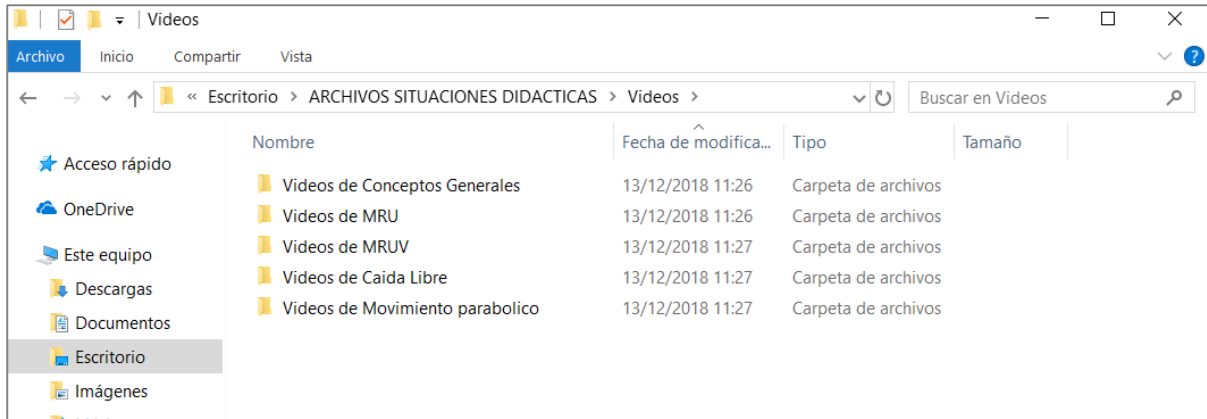 Videos
Archivo Inicio Compartir Vista
« Escritorio > ARCHIVOS SITUACIONES DIDACTICAS > Videos > Buscar en Videos
Nombre Fecha de modifica... Tipo Tamaño
Acceso rápido
OneDrive
Este equipo
Descargas
Documentos
Escritorio
Imágenes
Videos de Conceptos Generales 13/12/2018 11:26 Carpeta de archivos
Videos de MRU 13/12/2018 11:26 Carpeta de archivos
Videos de MRUV 13/12/2018 11:27 Carpeta de archivos
Videos de Caida Libre 13/12/2018 11:27 Carpeta de archivos
Videos de Movimiento parabolico 13/12/2018 11:27 Carpeta de archivos